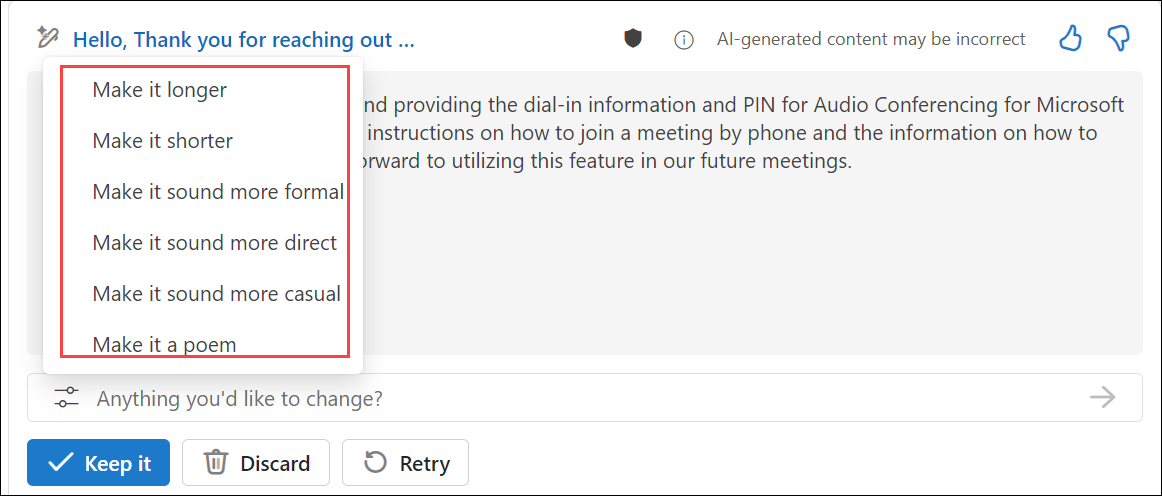 Hello, Thank you for reaching out ...
AI-generated content may be incorrect
Make it longer
Make it shorter
Make it sound more formal
Make it sound more direct
Make it sound more casual
Make it a poem
providing the dial-in information and PIN for Audio Conferencing for Microsoft
instructions on how to join a meeting by phone and the information on how to
to utilizing this feature in our future meetings.
Anything you'd like to change?
Keep it
Discard
Retry